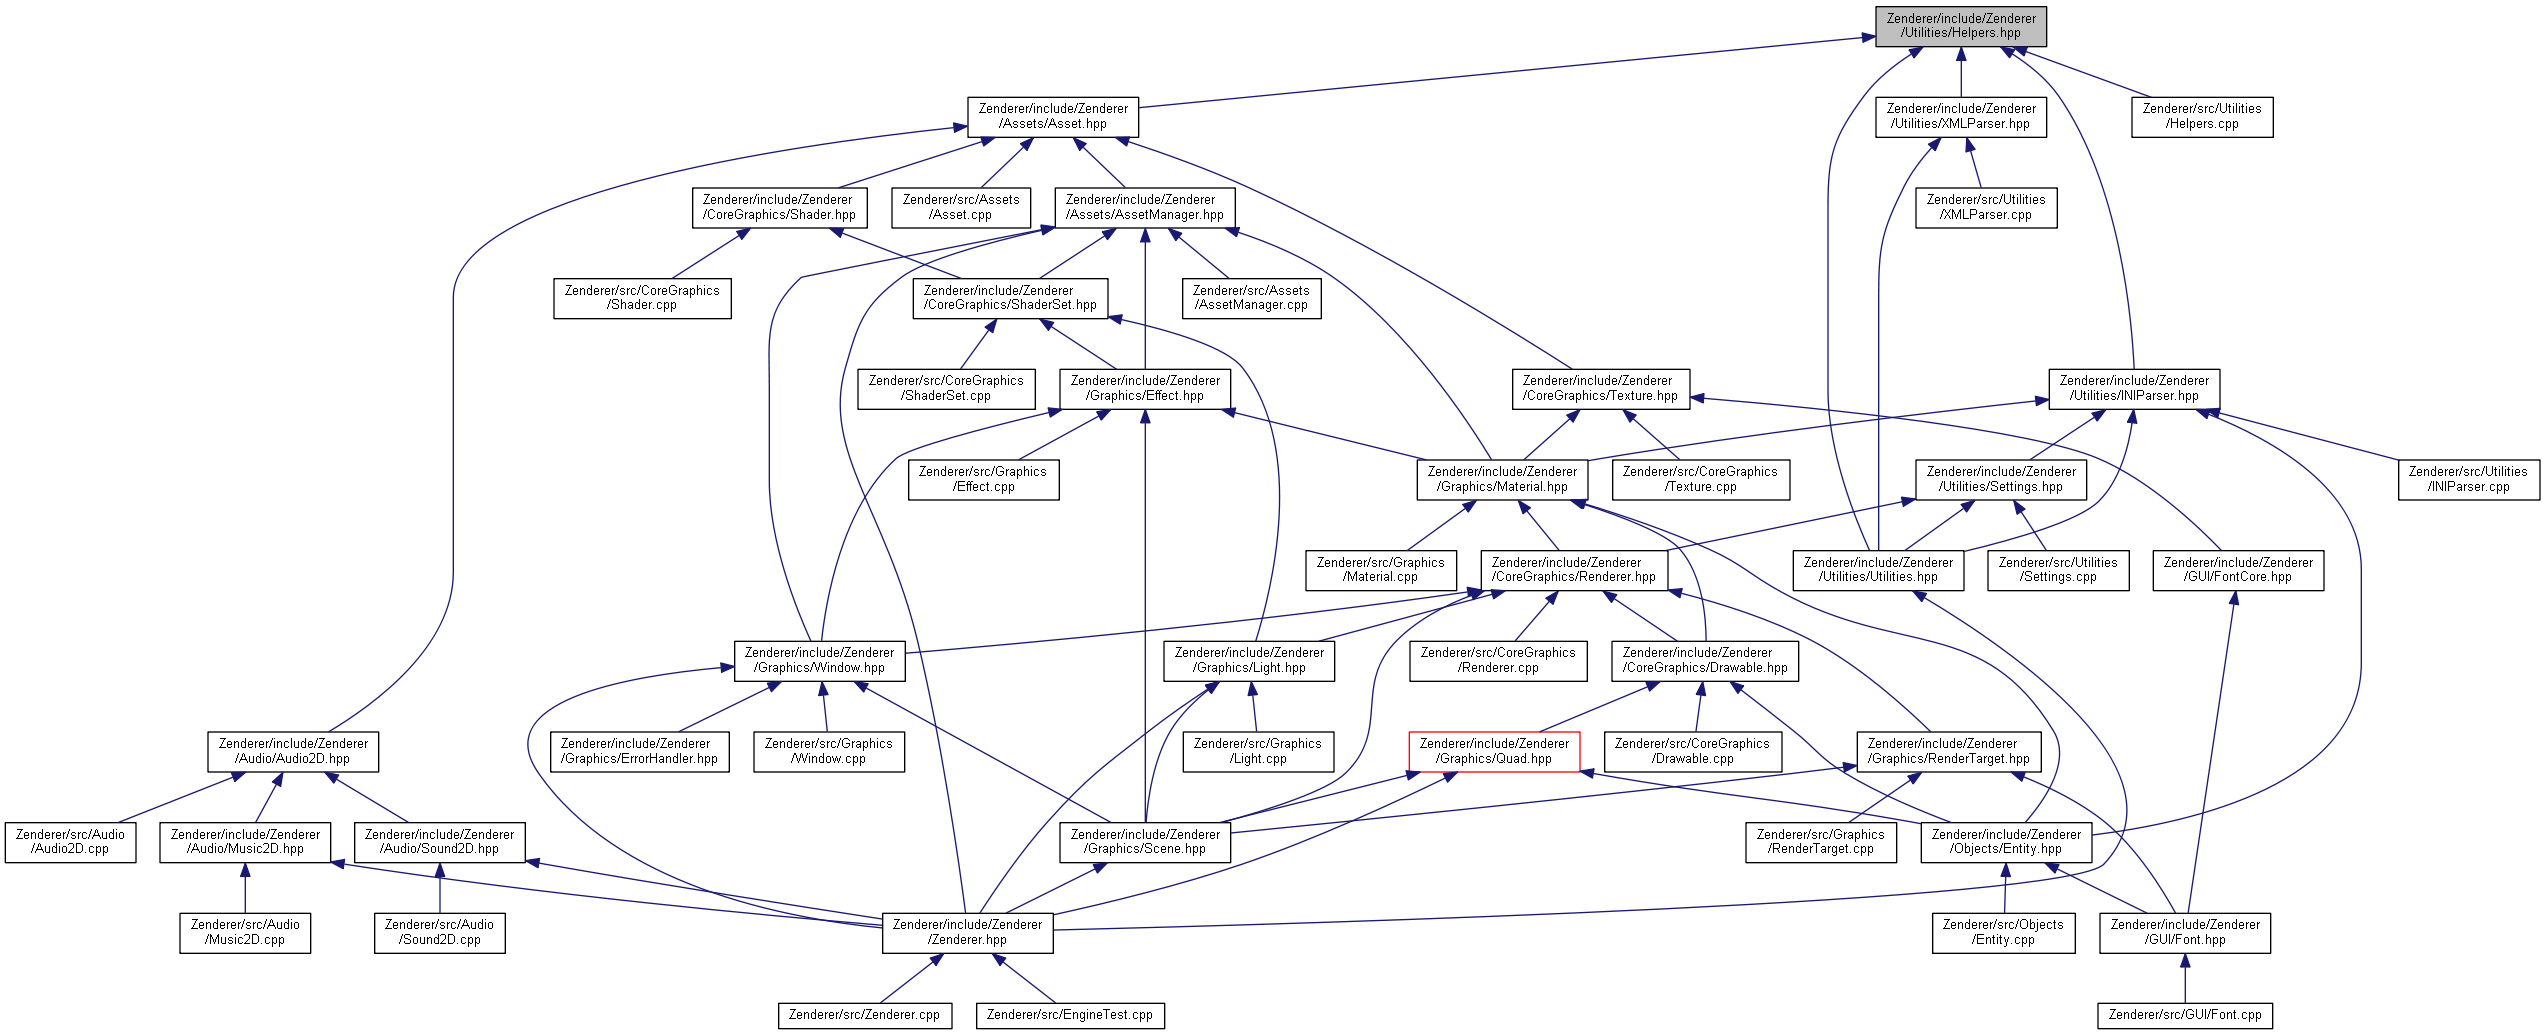 Zenderer/include/Zenderer
/Utilities/Helpers.hpp
Zenderer/include/Zenderer
/Assets/Asset.hpp
Zenderer/include/Zenderer
/Utilities/XMLParser.hpp
Zenderer/src/Utilities
/Helpers.cpp
Zenderer/include/Zenderer
/CoreGraphics/Shader.hpp
Zenderer/src/Assets
/Asset.cpp
Zenderer/include/Zenderer
/Assets/AssetManager.hpp
Zenderer/src/Utilities
/XMLParser.cpp
Zenderer/src/CoreGraphics
/Shader.cpp
Zenderer/include/Zenderer
/CoreGraphics/ShaderSet.hpp
Zenderer/src/Assets
/AssetManager.cpp
Zenderer/src/CoreGraphics
/ShaderSet.cpp
Zenderer/include/Zenderer
/Graphics/Effect.hpp
Zenderer/include/Zenderer
/CoreGraphics/Texture.hpp
Zenderer/include/Zenderer
/Utilities/INIParser.hpp
Zenderer/src/Graphics
/Effect.cpp
Zenderer/include/Zenderer
/Graphics/Material.hpp
Zenderer/src/CoreGraphics
/Texture.cpp
Zenderer/include/Zenderer
/Utilities/Settings.hpp
Zenderer/src/Utilities
/INIParser.cpp
Zenderer/src/Graphics
/Material.cpp
Zenderer/include/Zenderer
/CoreGraphics/Renderer.hpp
Zenderer/include/Zenderer
/Utilities/Utilities.hpp
Zenderer/src/Utilities
/Settings.cpp
Zenderer/include/Zenderer
/GUI/FontCore.hpp
Zenderer/include/Zenderer
/Graphics/Window.hpp
Zenderer/include/Zenderer
/Graphics/Light.hpp
Zenderer/src/CoreGraphics
/Renderer.cpp
Zenderer/include/Zenderer
/CoreGraphics/Drawable.hpp
Zenderer/include/Zenderer
/Audio/Audio2D.hpp
Zenderer/include/Zenderer
/Graphics/ErrorHandler.hpp
Zenderer/src/Graphics
/Window.cpp
Zenderer/src/Graphics
/Light.cpp
Zenderer/include/Zenderer
/Graphics/Quad.hpp
Zenderer/src/CoreGraphics
/Drawable.cpp
Zenderer/include/Zenderer
/Graphics/RenderTarget.hpp
Zenderer/src/Audio
/Audio2D.cpp
Zenderer/include/Zenderer
/Audio/Music2D.hpp
Zenderer/include/Zenderer
/Audio/Sound2D.hpp
Zenderer/include/Zenderer
/Graphics/Scene.hpp
Zenderer/src/Graphics
/RenderTarget.cpp
Zenderer/include/Zenderer
/Objects/Entity.hpp
Zenderer/src/Audio
/Music2D.cpp
Zenderer/src/Audio
/Sound2D.cpp
Zenderer/include/Zenderer
/Zenderer.hpp
Zenderer/src/Objects
/Entity.cpp
Zenderer/include/Zenderer
/GUI/Font.hpp
Zenderer/src/Zenderer.cpp
Zenderer/src/EngineTest.cpp
Zenderer/src/GUI/Font.cpp